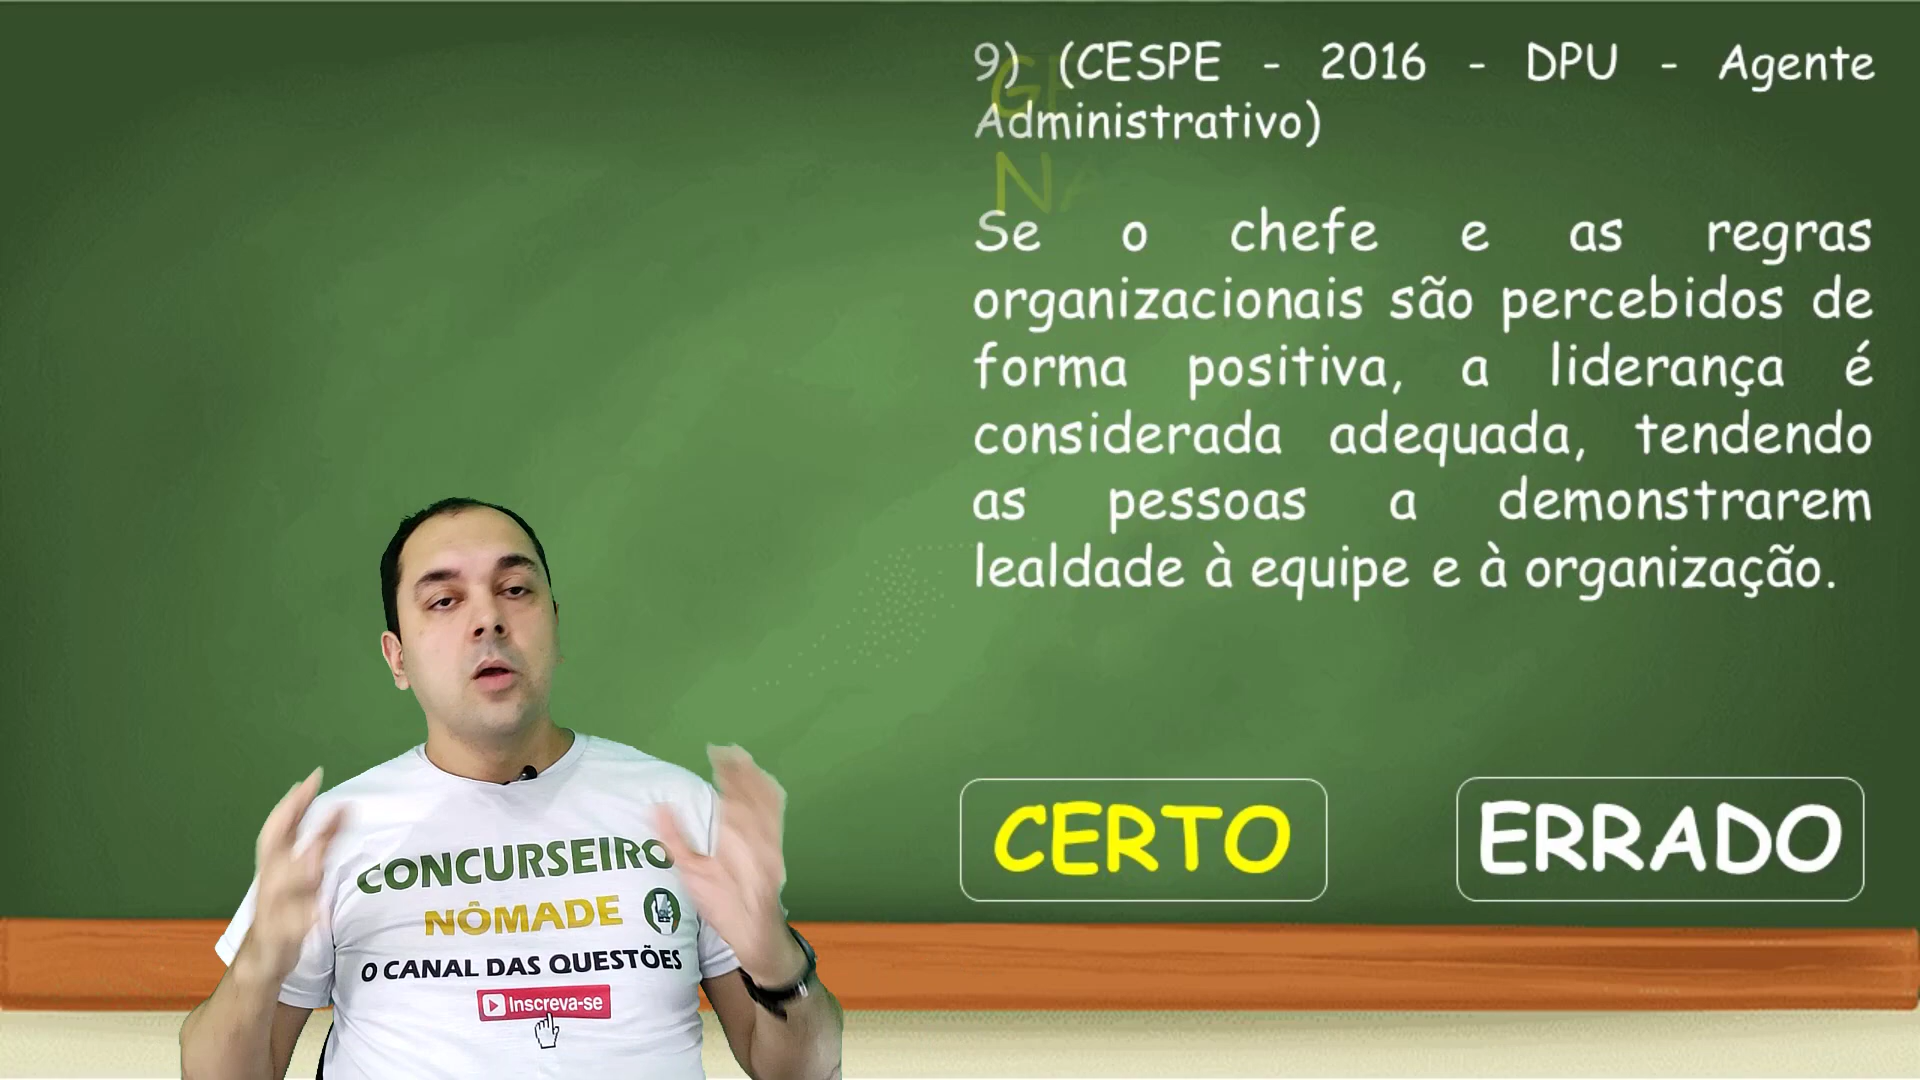 9) (CESPE - 2016 - DPU - Agente
Administrativo)
Se o chefe e as regras
organizacionais são percebidos de
forma positiva, a liderança é
considerada adequada, tendendo
as pessoas a demonstrarem
lealdade à equipe e à organização.
CERTO
ERRADO
CONCURSEIRO
NÔMADE
O CANAL DAS QUESTÕES
Inscreva-se